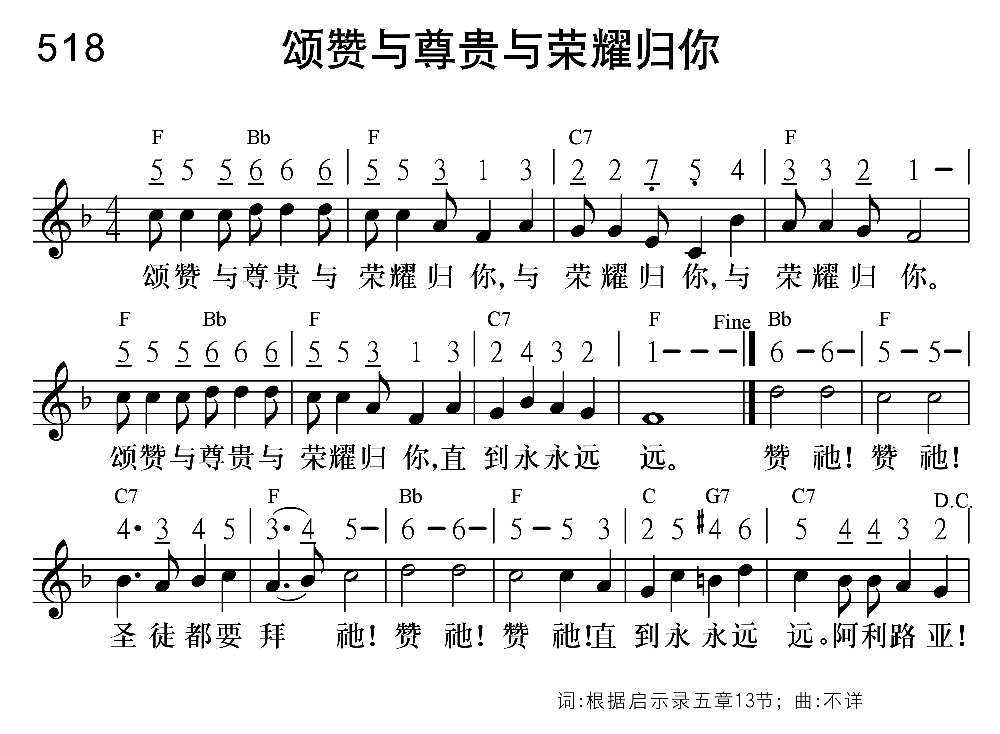 518
颂赞与尊贵与荣耀归你
F Bb F C7 F
5 5 5 6 6 6 | 5 5 3 1 3 | 2 2 7 5 4 | 3 3 2 1 – |
4/4
颂赞与尊贵与 荣耀归你,与 荣耀归你,与 荣耀归 你。
F Bb F C7 F Fine Bb F
5 5 5 6 6 6 | 5 5 3 1 3 | 2 4 3 2 | 1 – – – | 6 – 6 – | 5 – 5 – |
颂赞与尊贵与 荣耀归 你,直 到永永远 远。 赞 祂! 赞 祂!
C7 F Bb F C G7 C7 D.C.
4· 3 4 5 | 3· 4 5 – | 6 – 6 – | 5 – 5 3 | 2 5 #4 6 | 5 4 4 3 2 |
圣 徒都要 拜 祂! 赞 祂! 赞 祂!直 到永永远 远。阿利路亚!
词:根据启示录五章13节; 曲:不详